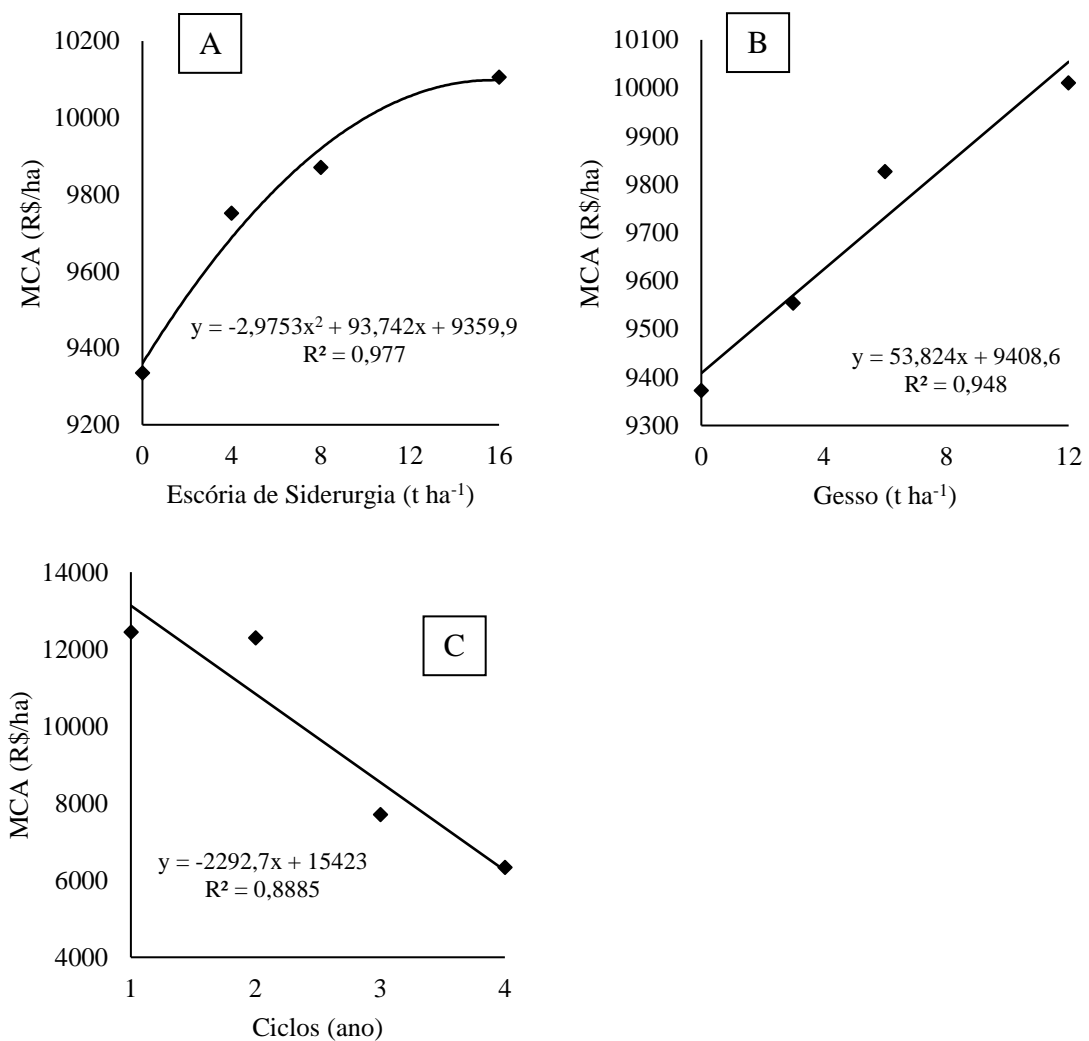 A
MCA (R$/ha)
10200
10000
9800
9600
9400
9200
y = -2,9753x² + 93,742x + 9359,9
R² = 0,977
0 4 8 12 16
Escória de Siderurgia (t ha⁻¹)
B
MCA (R$/ha)
10100
10000
9900
9800
9700
9600
9500
9400
9300
y = 53,824x + 9408,6
R² = 0,948
0 4 8 12
Gesso (t ha⁻¹)
C
MCA (R$/ha)
14000
12000
10000
8000
6000
4000
y = -2292,7x + 15423
R² = 0,8885
1 2 3 4
Ciclos (ano)